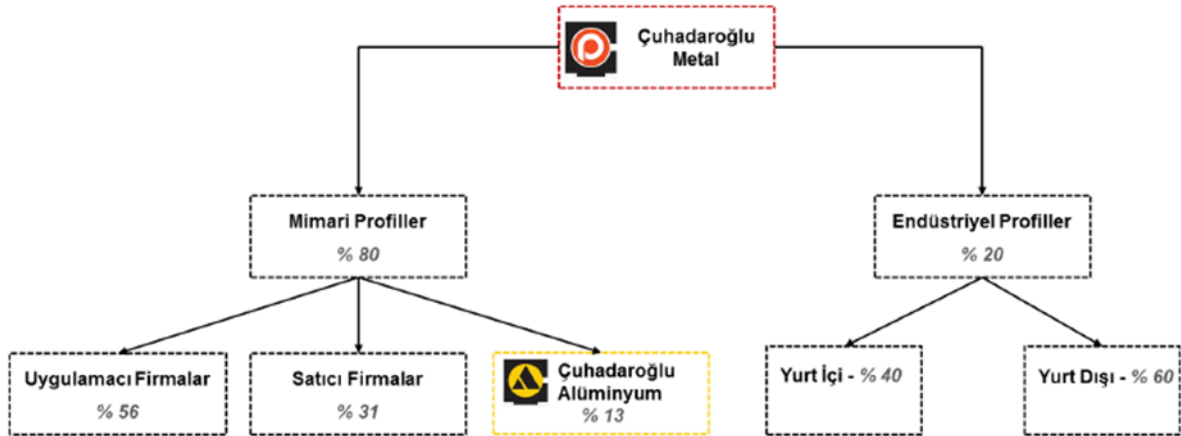 Çuhadaroğlu
Metal
Mimari Profiller
% 80
Endüstriyel Profiller
% 20
Uygulamacı Firmalar
% 56
Satıcı Firmalar
% 31
Çuhadaroğlu
Alüminyum
% 13
Yurt İçi - % 40
Yurt Dışı - % 60